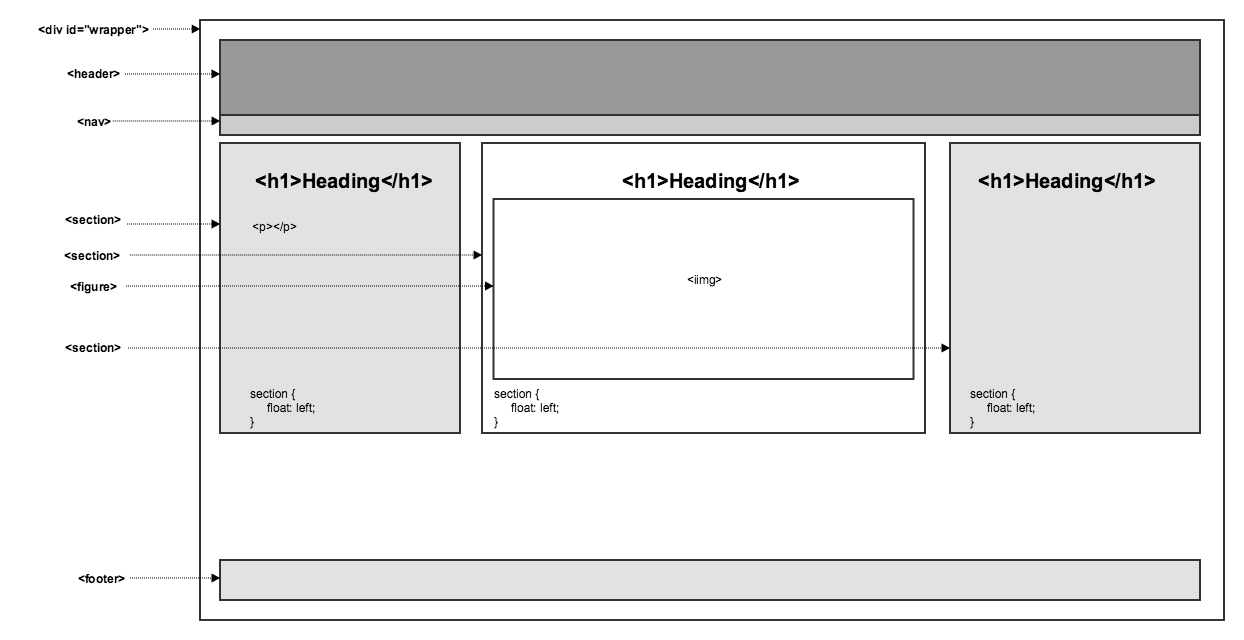 <div id="wrapper">
<header>
<nav>
<h1>Heading</h1>
<h1>Heading</h1>
<h1>Heading</h1>
<section>
<p></p>
<section>
<figure>
<iimg>
<section>
section {
float: left;
}
section {
float: left;
}
section {
float: left;
}
<footer>